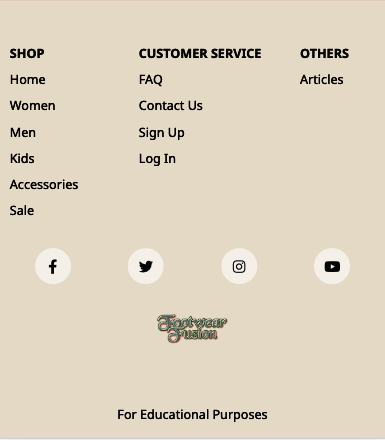 SHOP
Home
Women
Men
Kids
Accessories
Sale
CUSTOMER SERVICE
FAQ
Contact Us
Sign Up
Log In
OTHERS
Articles
Footwear
Fusion
For Educational Purposes